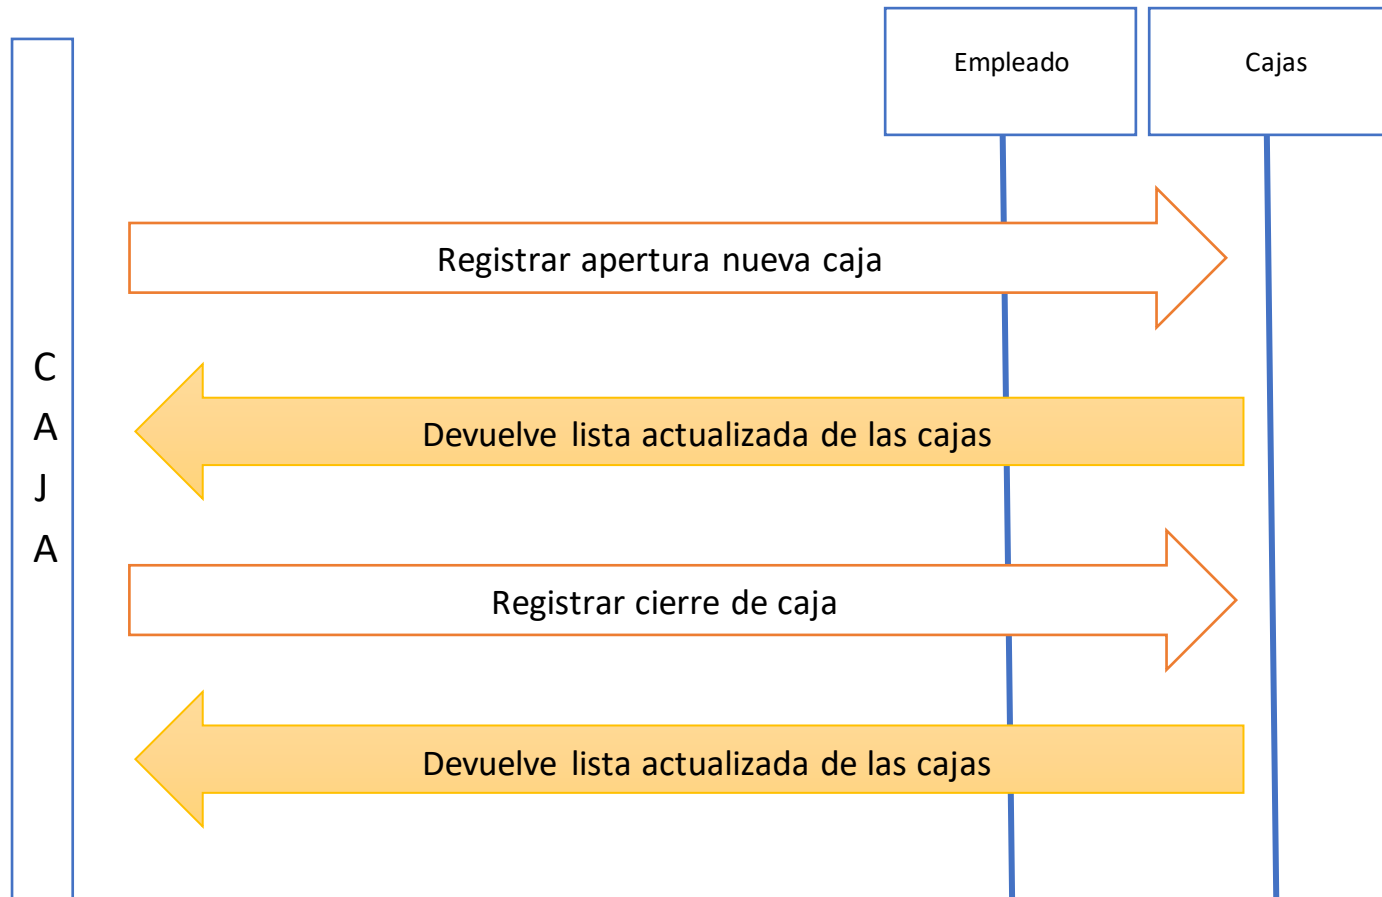 Empleado
Cajas
Registrar apertura nueva caja
Devuelve lista actualizada de las cajas
C
A
J
A
Registrar cierre de caja
Devuelve lista actualizada de las cajas